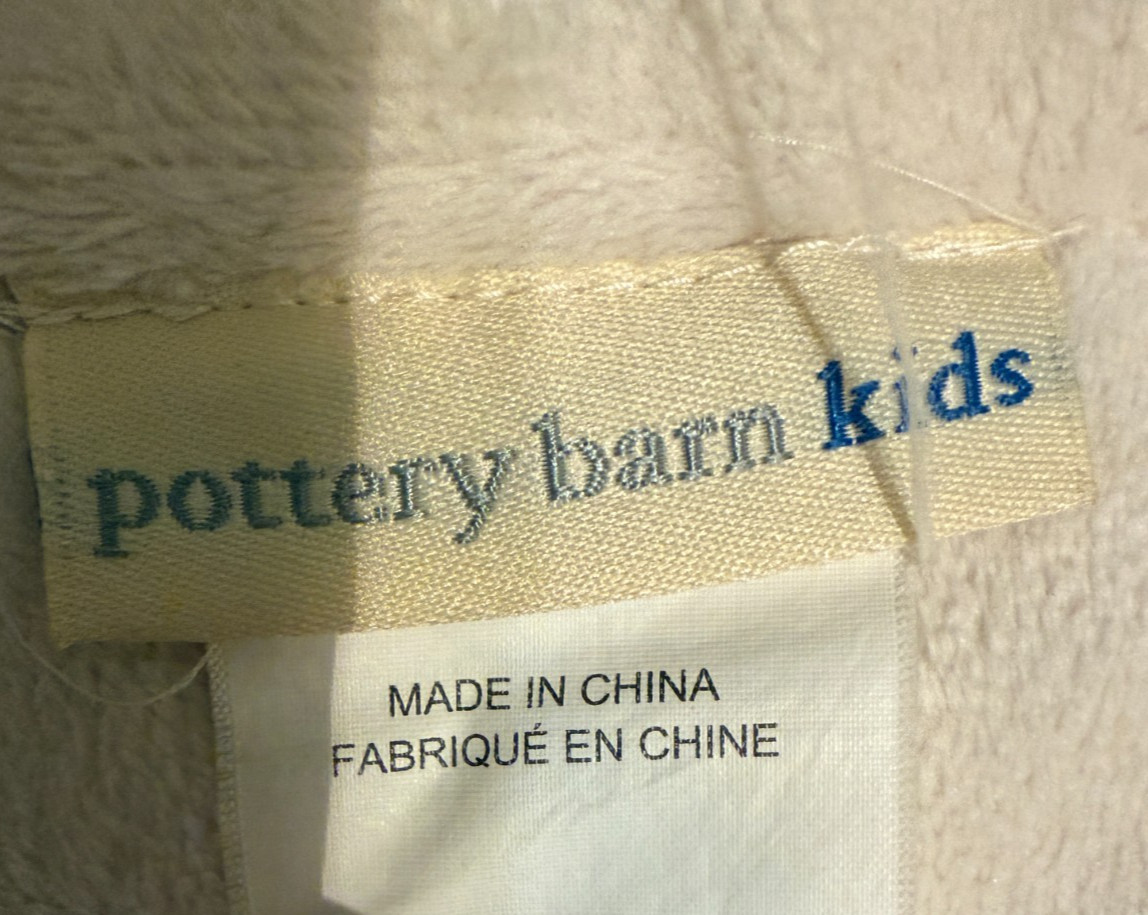 pottery barn kids
MADE IN CHINA
FABRIQUÉ EN CHINE